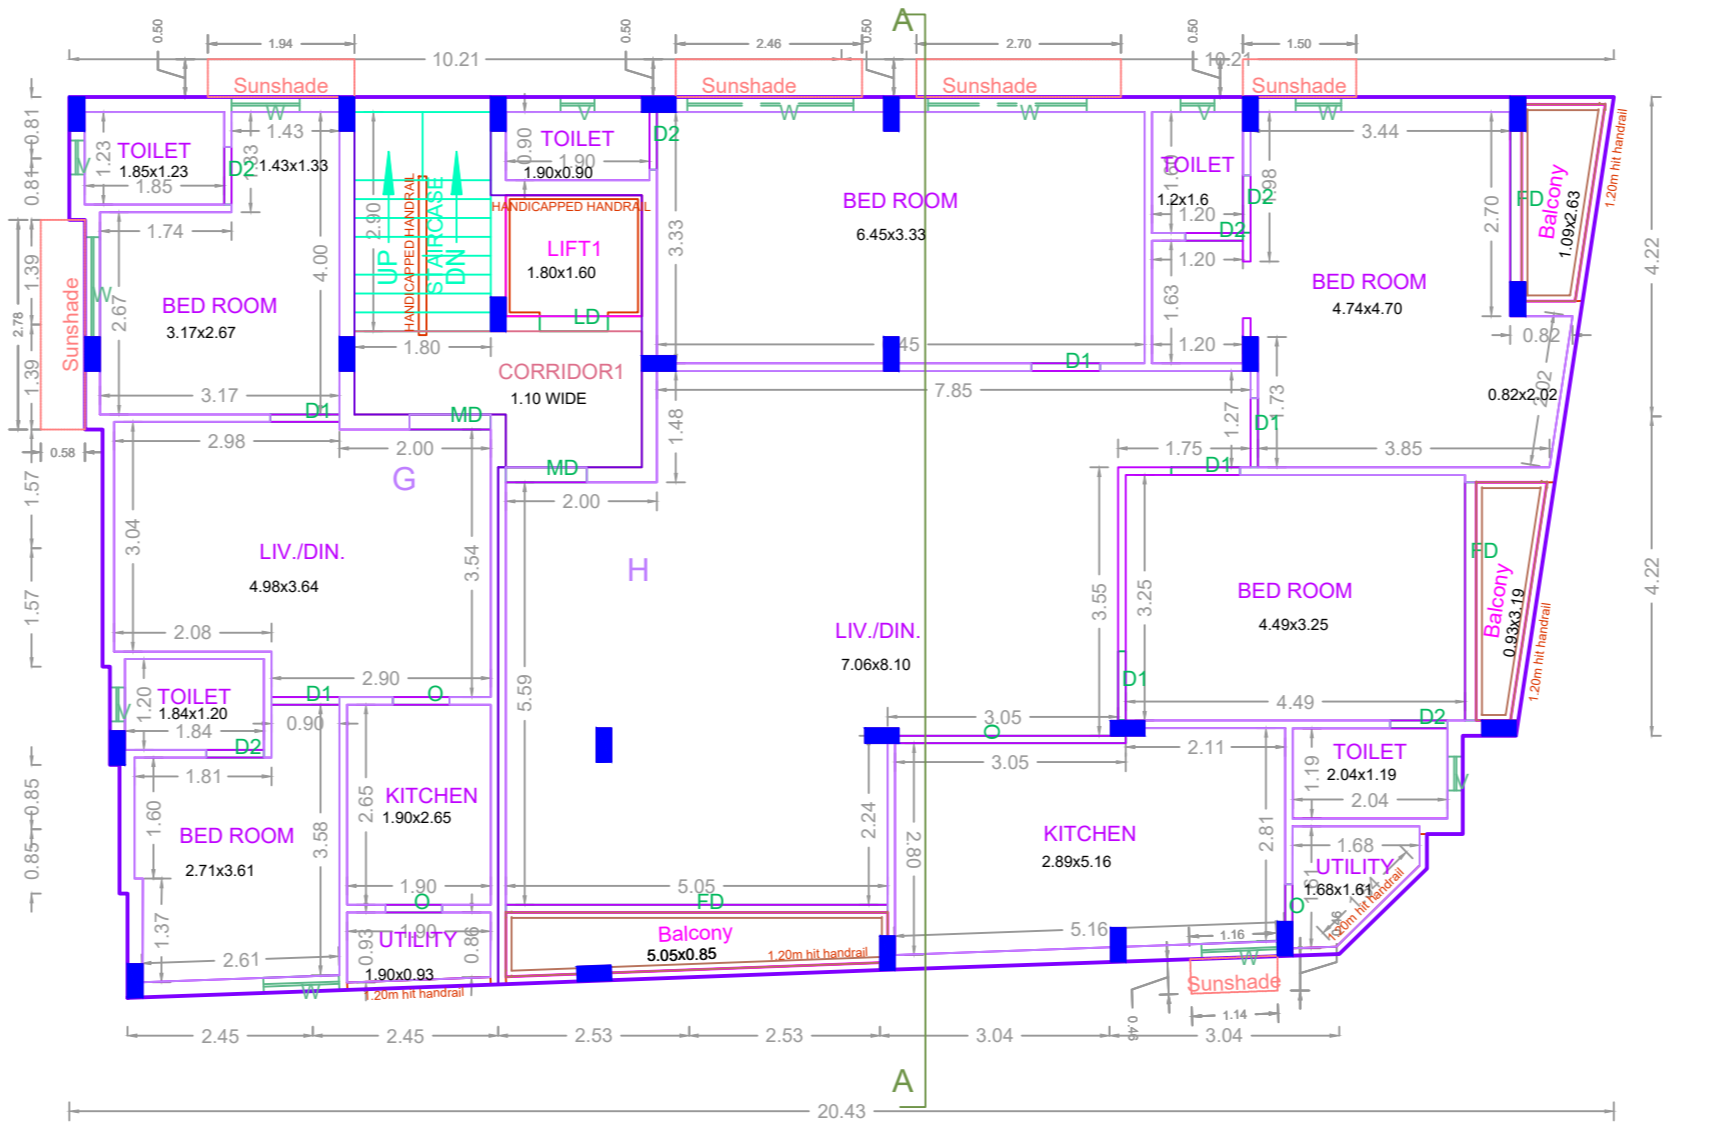 A
0.50
1.94
0.50
2.46
0.50
2.70
0.50
1.50
10.21
10.21
Sunshade
Sunshade
Sunshade
Sunshade
W
V
W
W
V
W
0.81
0.81
1.23
TOILET
1.85x1.23
1.85
V
D2
1.43
1.43x1.33
1.74
2.90
UP
HANDICAPPED HANDRAIL
STAIRCASE
DN
0.90
TOILET
1.90
1.90x0.90
D2
HANDICAPPED HANDRAIL
LIFT1
1.80x1.60
LD
3.33
BED ROOM
6.45x3.33
TOILET
1.2x1.6
1.20
D2
D2
1.20
1.63
1.20
1.98
3.44
2.70
FD
Balcony
1.09x2.63
1.20m hit handrail
4.22
BED ROOM
4.74x4.70
0.82
2.02
0.82x2.02
1.39
1.39
2.78
Sunshade
0.58
W
2.67
4.00
BED ROOM
3.17x2.67
3.17
D1
1.80
CORRIDOR1
1.10 WIDE
MD
MD
2.00
2.00
1.48
D1
7.85
1.27
1.73
D1
1.75
D1
3.85
2.98
G
H
1.57
1.57
3.04
LIV./DIN.
4.98x3.64
3.54
2.08
2.90
5.59
LIV./DIN.
7.06x8.10
3.55
3.25
BED ROOM
4.49x3.25
4.49
D1
FD
Balcony
0.93x3.19
1.20m hit handrail
4.22
1.20
TOILET
1.84x1.20
1.84
V
D2
D1
0.90
O
3.05
O
3.05
2.11
D2
TOILET
2.04x1.19
1.19
2.04
V
0.85
0.85
1.81
1.60
BED ROOM
2.71x3.61
3.58
1.37
2.61
W
KITCHEN
1.90x2.65
2.65
1.90
O
1.90
UTILITY
0.93
0.86
1.90x0.93
1.20m hit handrail
5.05
FD
2.24
Balcony
5.05x0.85
1.20m hit handrail
2.80
KITCHEN
2.89x5.16
2.81
5.16
1.68
UTILITY
1.68x1.61
O
1.20m hit handrail
1.16
W
Sunshade
1.14
0.46
2.45
2.45
2.53
2.53
3.04
3.04
A
20.43